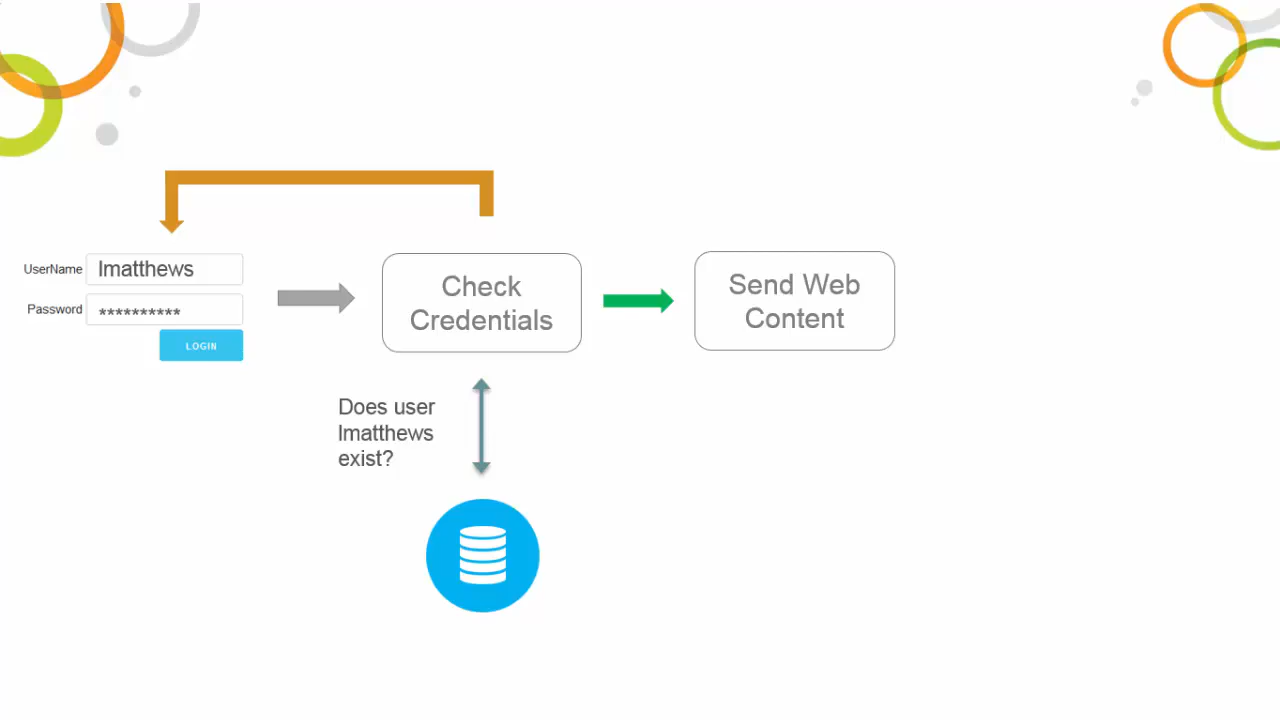 UserName lmatthews
Password **********
LOGIN
Check
Credentials
Send Web
Content
Does user
lmatthews
exist?